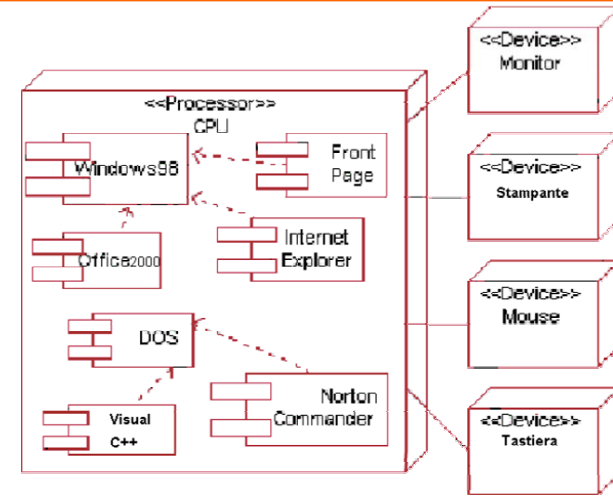 <<Processor>>
CPU
Windows98
Front
Page
Office2000
Internet
Explorer
DOS
Visual
C++
Norton
Commander
<<Device>>
Monitor
<<Device>>
Stampante
<<Device>>
Mouse
<<Device>>
Tastiera